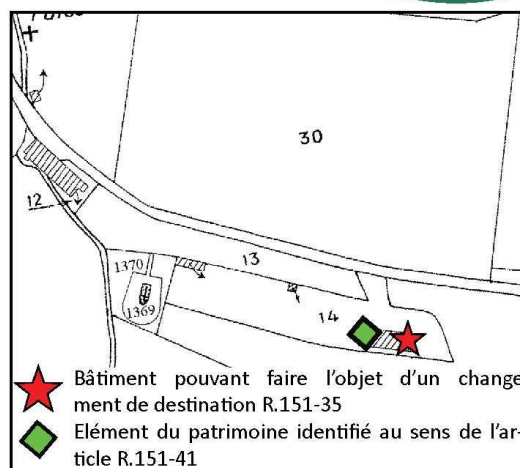 30
12
13
1370
1369
14
Bâtiment pouvant faire l'objet d'un change
ment de destination R.151-35
Elément du patrimoine identifié au sens de l'ar-
ticle R.151-41